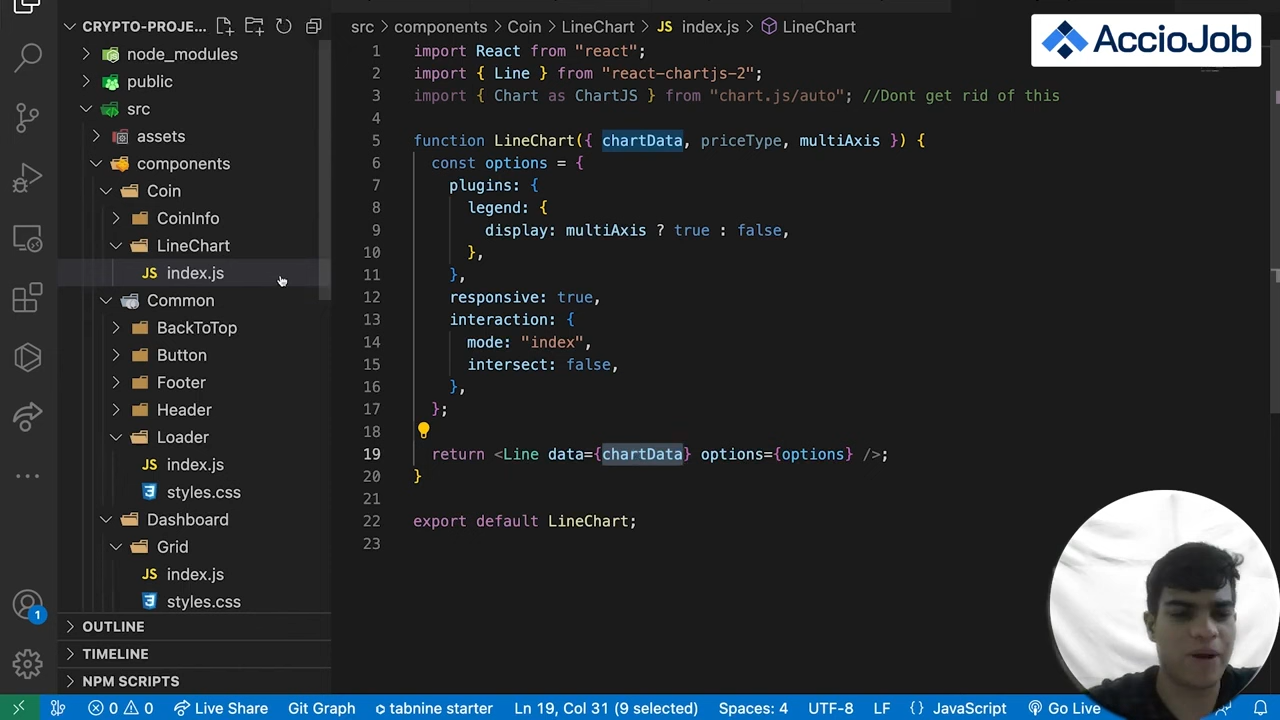 CRYPTO-PROJE...
node_modules
public
src
assets
components
Coin
CoinInfo
LineChart
JS index.js
Common
BackToTop
Button
Footer
Header
Loader
JS index.js
styles.css
Dashboard
Grid
JS index.js
styles.css
OUTLINE
TIMELINE
NPM SCRIPTS
1
src > components > Coin > LineChart > JS index.js > LineChart
AccioJob
1 import React from "react";
2 import { Line } from "react-chartjs-2";
3 import { Chart as ChartJS } from "chart.js/auto"; //Dont get rid of this
4
5 function LineChart({ chartData, priceType, multiAxis }) {
6 const options = {
7 plugins: {
8 legend: {
9 display: multiAxis ? true : false,
10 },
11 },
12 responsive: true,
13 interaction: {
14 mode: "index",
15 intersect: false,
16 },
17 };
18
19 return <Line data={chartData} options={options} />;
20 }
21
22 export default LineChart;
23
0 0 Live Share Git Graph tabnine starter Ln 19, Col 31 (9 selected) Spaces: 4 UTF-8 LF {} JavaScript Go Live